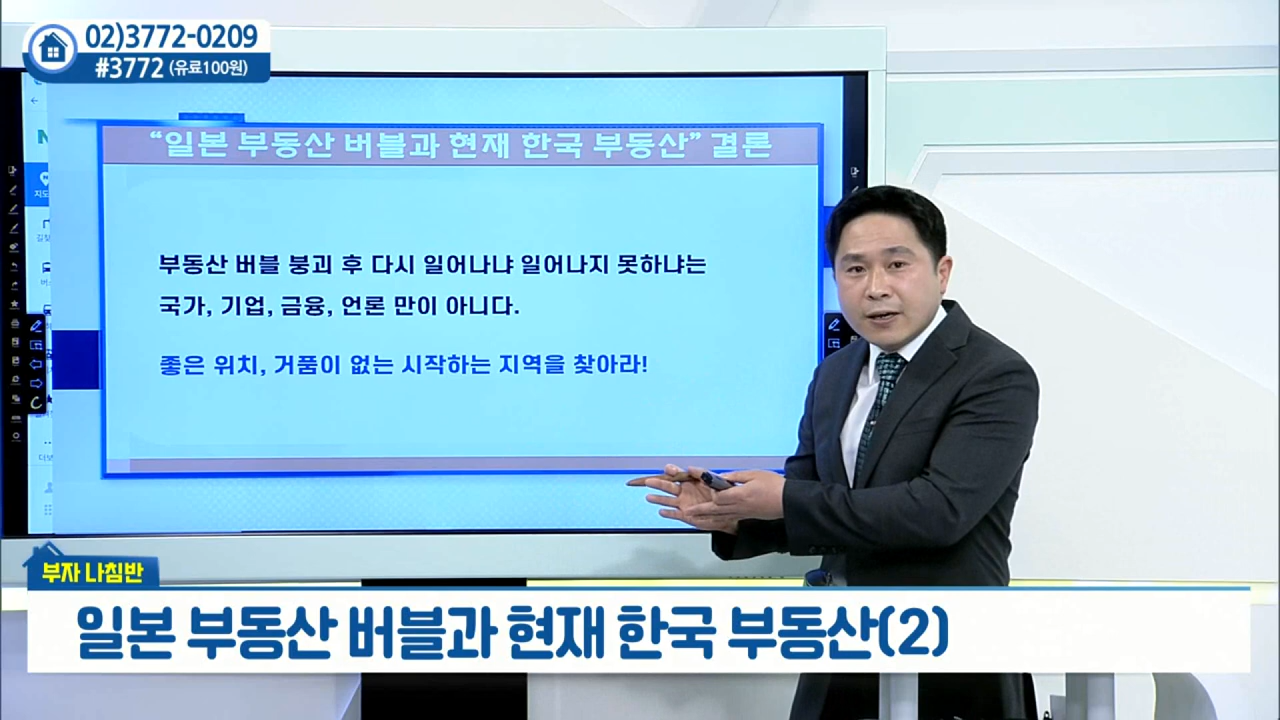 02)3772-0209
#3772 (유료100원)
“일본 부동산 버블과 현재 한국 부동산” 결론
부동산 버블 붕괴 후 다시 일어나냐 일어나지 못하냐는
국가, 기업, 금융, 언론 만이 아니다.
좋은 위치, 거품이 없는 시작하는 지역을 찾아라!
부자 나침반
일본 부동산 버블과 현재 한국 부동산(2)